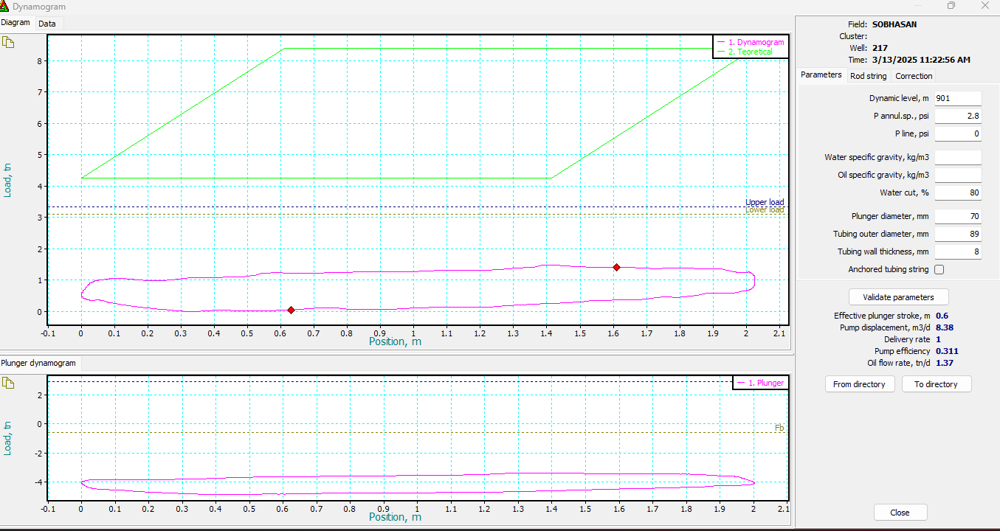 Dynamogram
Diagram Data
1. Dynamogram
2. Teoretical
8
7
6
5
4
3
2
1
0
Load, tn
Upper load
Lower load
-0.1 0 0.1 0.2 0.3 0.4 0.5 0.6 0.7 0.8 0.9 1 1.1 1.2 1.3 1.4 1.5 1.6 1.7 1.8 1.9 2 2.1
Position, m
Plunger dynamogram
1. Plunger
2
0
-2
-4
Load, tn
Fb
-0.1 0 0.1 0.2 0.3 0.4 0.5 0.6 0.7 0.8 0.9 1 1.1 1.2 1.3 1.4 1.5 1.6 1.7 1.8 1.9 2 2.1
Position, m
Field: SOBHASAN
Cluster:
Well: 217
Time: 3/13/2025 11:22:56 AM
Parameters Rod string Correction
Dynamic level, m 901
P annul.sp., psi 2.8
P line, psi 0
Water specific gravity, kg/m3
Oil specific gravity, kg/m3
Water cut, % 80
Plunger diameter, mm 70
Tubing outer diameter, mm 89
Tubing wall thickness, mm 8
Anchored tubing string
Validate parameters
Effective plunger stroke, m 0.6
Pump displacement, m3/d 8.38
Delivery rate 1
Pump efficiency 0.311
Oil flow rate, tn/d 1.37
From directory To directory
Close